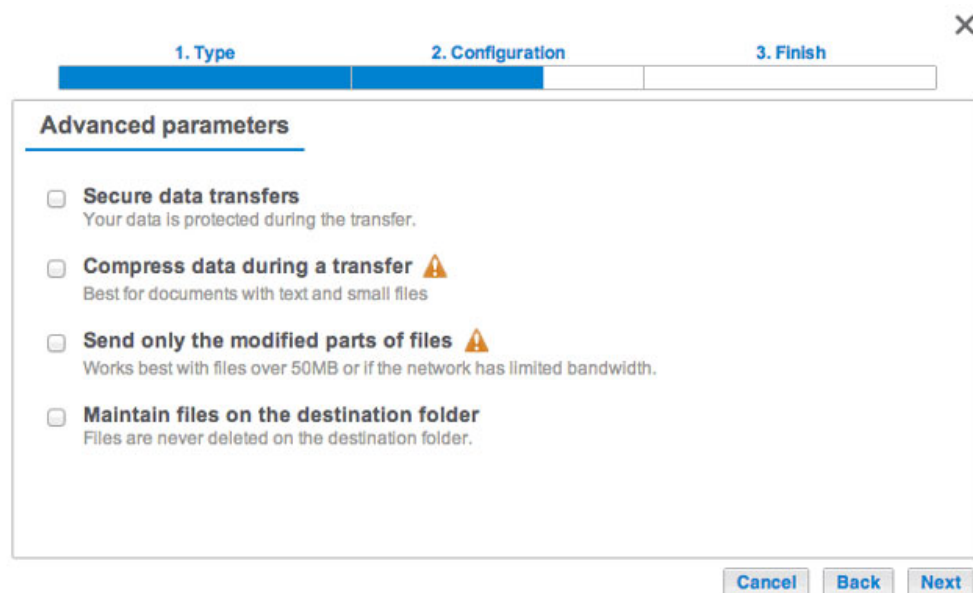 1. Type
2. Configuration
3. Finish
Advanced parameters
Secure data transfers
Your data is protected during the transfer.
Compress data during a transfer
Best for documents with text and small files
Send only the modified parts of files
Works best with files over 50MB or if the network has limited bandwidth.
Maintain files on the destination folder
Files are never deleted on the destination folder.
Cancel
Back
Next